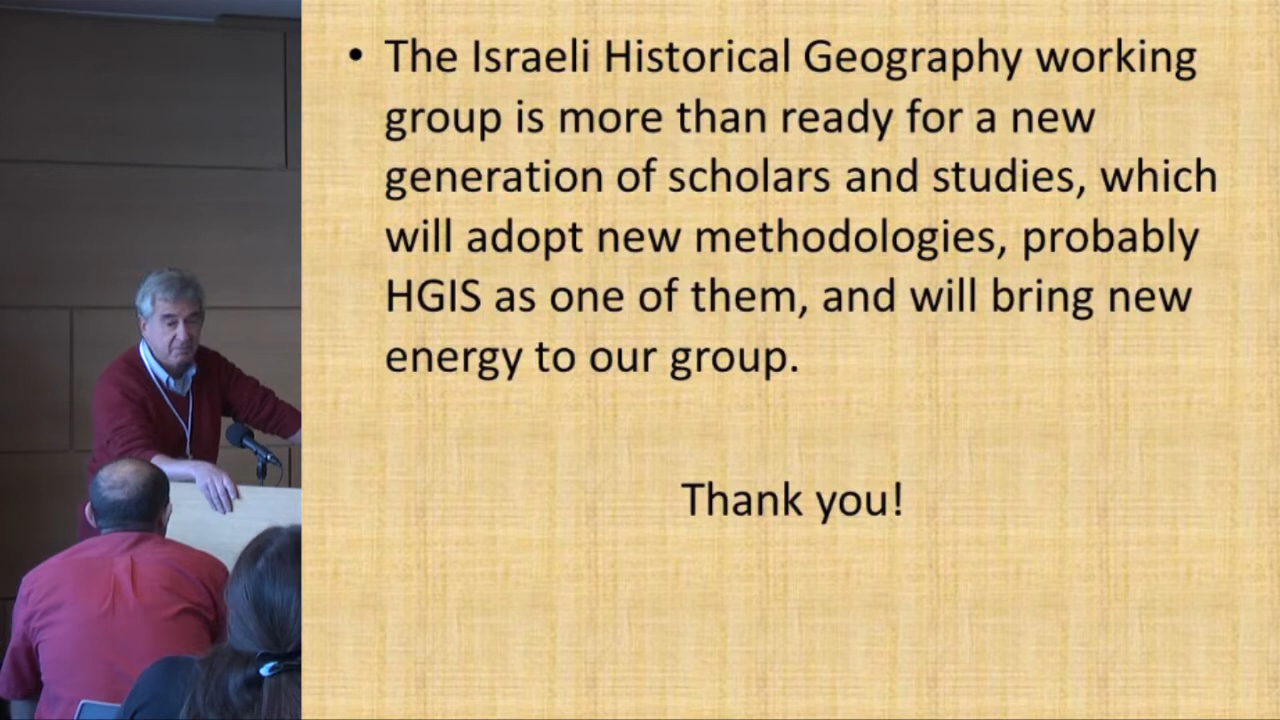 • The Israeli Historical Geography working
group is more than ready for a new
generation of scholars and studies, which
will adopt new methodologies, probably
HGIS as one of them, and will bring new
energy to our group.
Thank you!